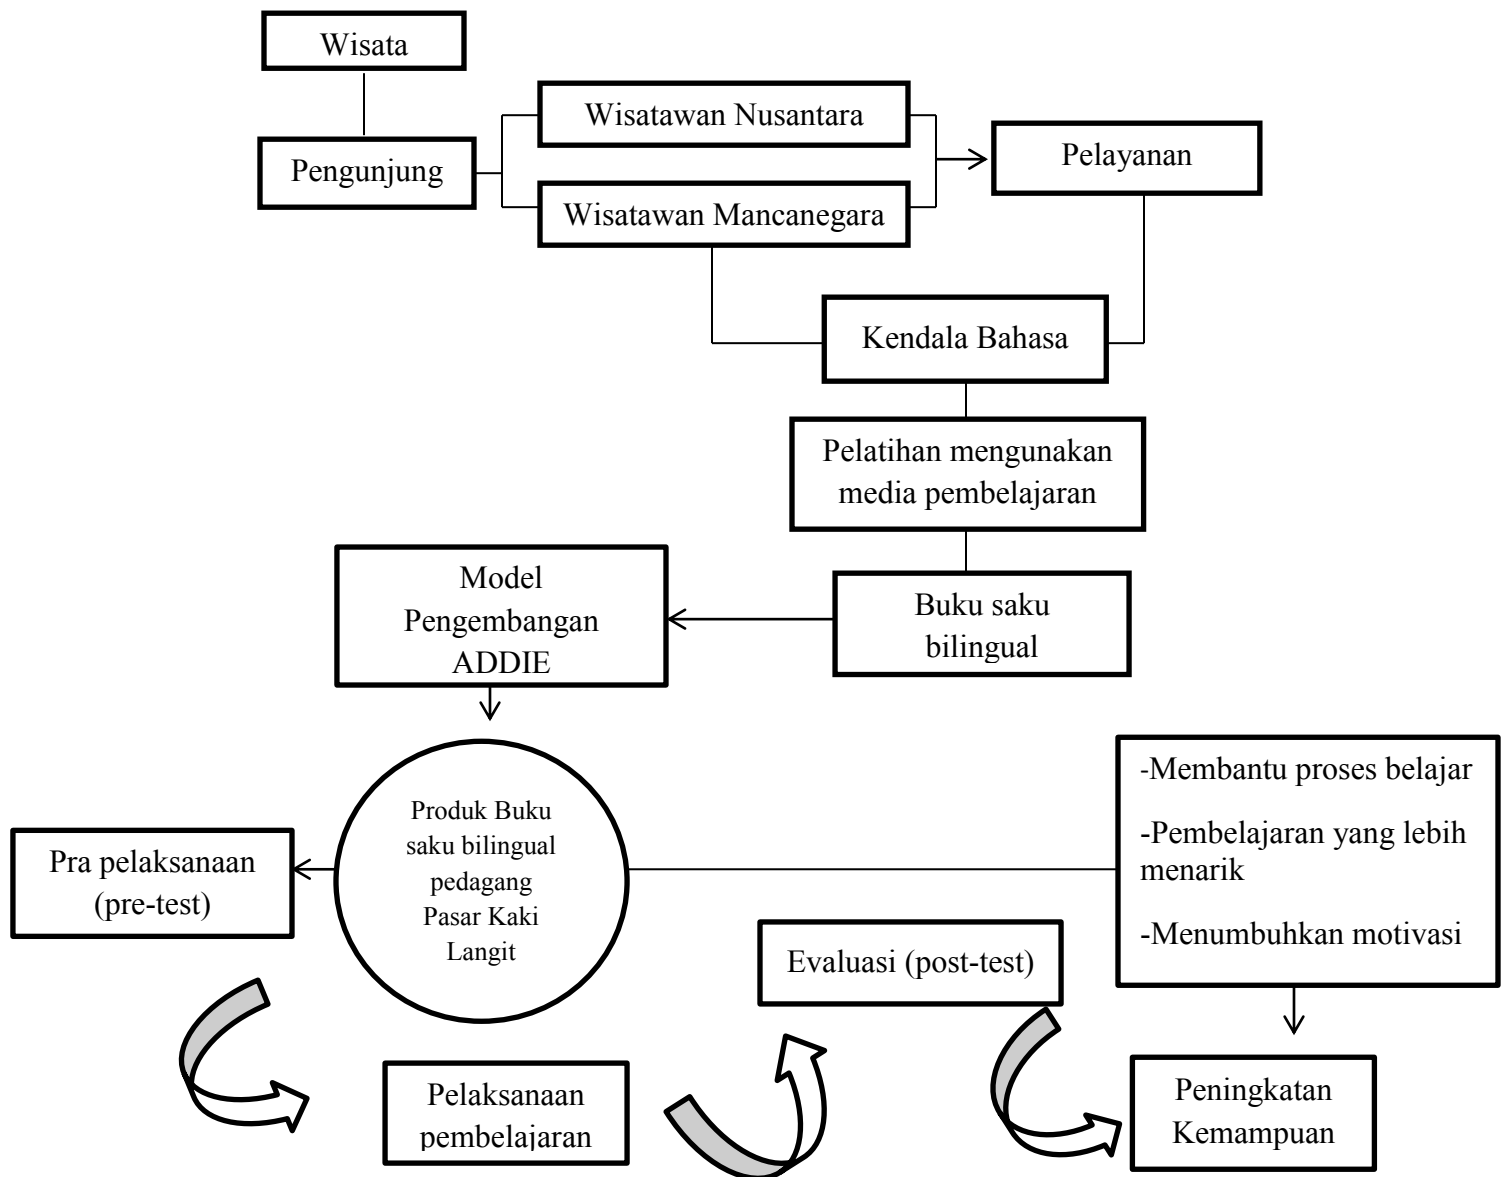 Wisata
Wisatawan Nusantara
Pengunjung
Pelayanan
Wisatawan Mancanegara
Kendala Bahasa
Pelatihan mengunakan
media pembelajaran
Model
Pengembangan
ADDIE
Buku saku
bilingual
Produk Buku
saku bilingual
pedagang
Pasar Kaki
Langit
-Membantu proses belajar
-Pembelajaran yang lebih
menarik
-Menumbuhkan motivasi
Pra pelaksanaan
(pre-test)
Evaluasi (post-test)
Pelaksanaan
pembelajaran
Peningkatan
Kemampuan